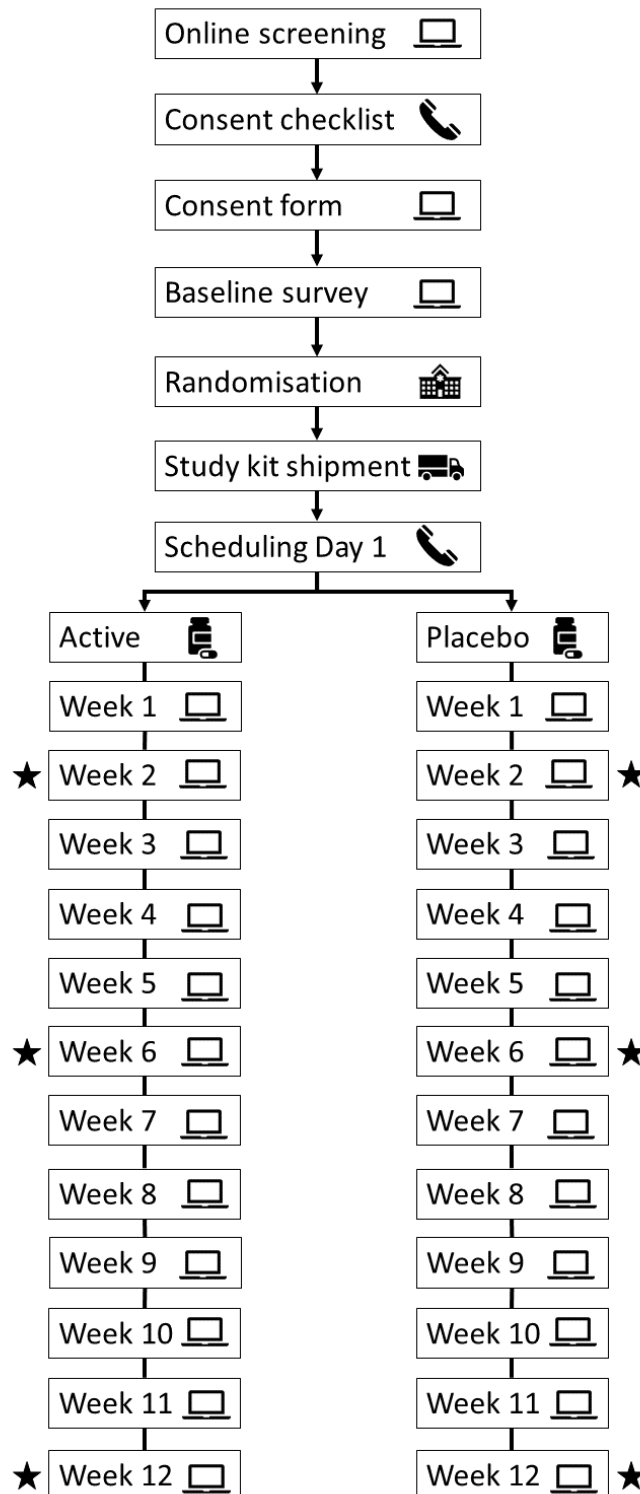 Online screening
Consent checklist
Consent form
Baseline survey
Randomisation
Study kit shipment
Scheduling Day 1
Active
Placebo
Week 1
Week 1
Week 2
Week 2
Week 3
Week 3
Week 4
Week 4
Week 5
Week 5
Week 6
Week 6
Week 7
Week 7
Week 8
Week 8
Week 9
Week 9
Week 10
Week 10
Week 11
Week 11
Week 12
Week 12